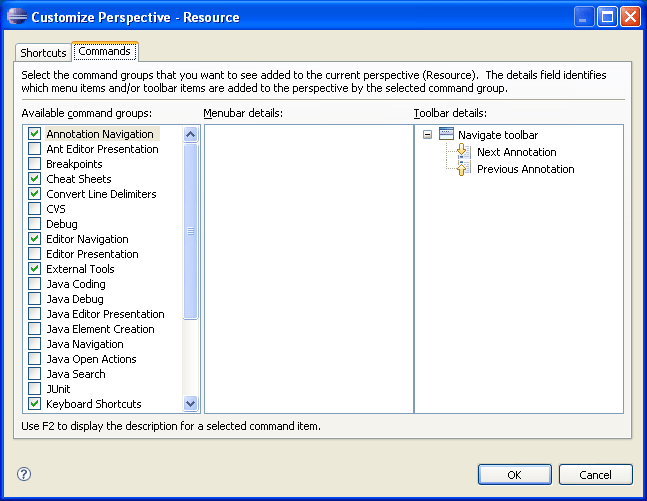 Customize Perspective - Resource
Shortcuts
Commands
Select the command groups that you want to see added to the current perspective (Resource).  The details field identifies
which menu items and/or toolbar items are added to the perspective by the selected command group.
Available command groups:
Menubar details:
Toolbar details:
Annotation Navigation
Ant Editor Presentation
Breakpoints
Cheat Sheets
Convert Line Delimiters
CVS
Debug
Editor Navigation
Editor Presentation
External Tools
Java Coding
Java Debug
Java Editor Presentation
Java Element Creation
Java Navigation
Java Open Actions
Java Search
JUnit
Keyboard Shortcuts
Navigate toolbar
Next Annotation
Previous Annotation
Use F2 to display the description for a selected command item.
?
OK
Cancel